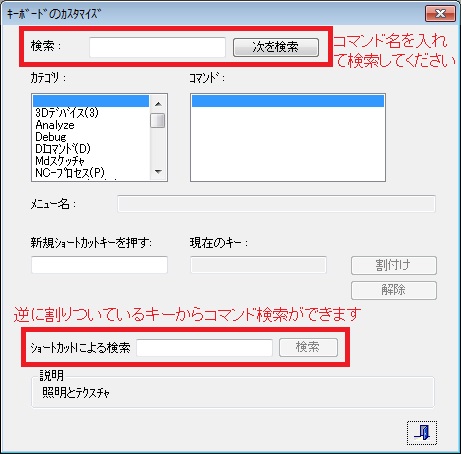 ｷｰﾎﾞｰﾄﾞのｶｽﾀﾏｲｽﾞ
検索：
次を検索
コマンド名を入れ
て検索してください
ｶﾃｺﾞﾘ：
ｺﾏﾝﾄﾞ：
3Dﾃﾞﾊﾞｲｽ(3)
Analyze
Debug
DIｺﾏﾝﾄﾞ(D)
Mdｽｹｯﾁｬ
NC-ﾌﾟﾛｾｽ(P)
ﾒﾆｭｰ名：
新規ｼｮｰﾄｶｯﾄｷｰを押す:
現在のｷｰ：
割付け
解除
逆に割りついているキーからコマンド検索ができます
ｼｮｰﾄｶｯﾄによる検索
検索
説明
照明とﾃｸｽﾁｬ